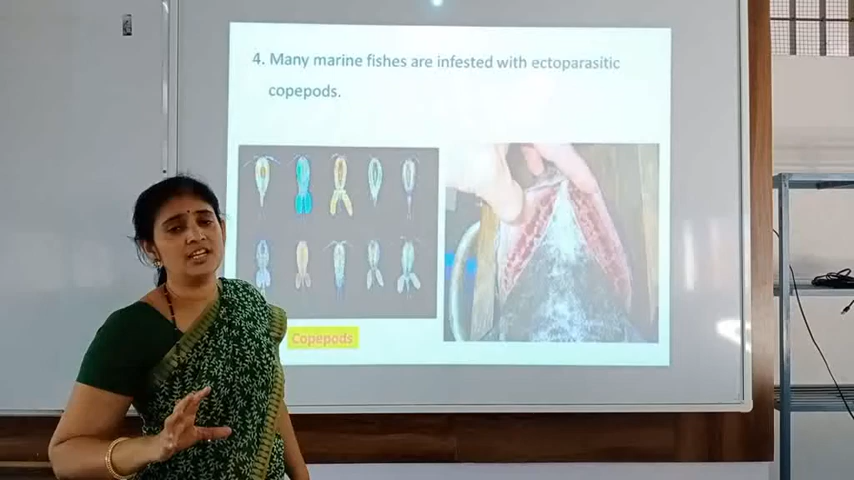 4. Many marine fishes are infested with ectoparasitic
copepods.
Copepods